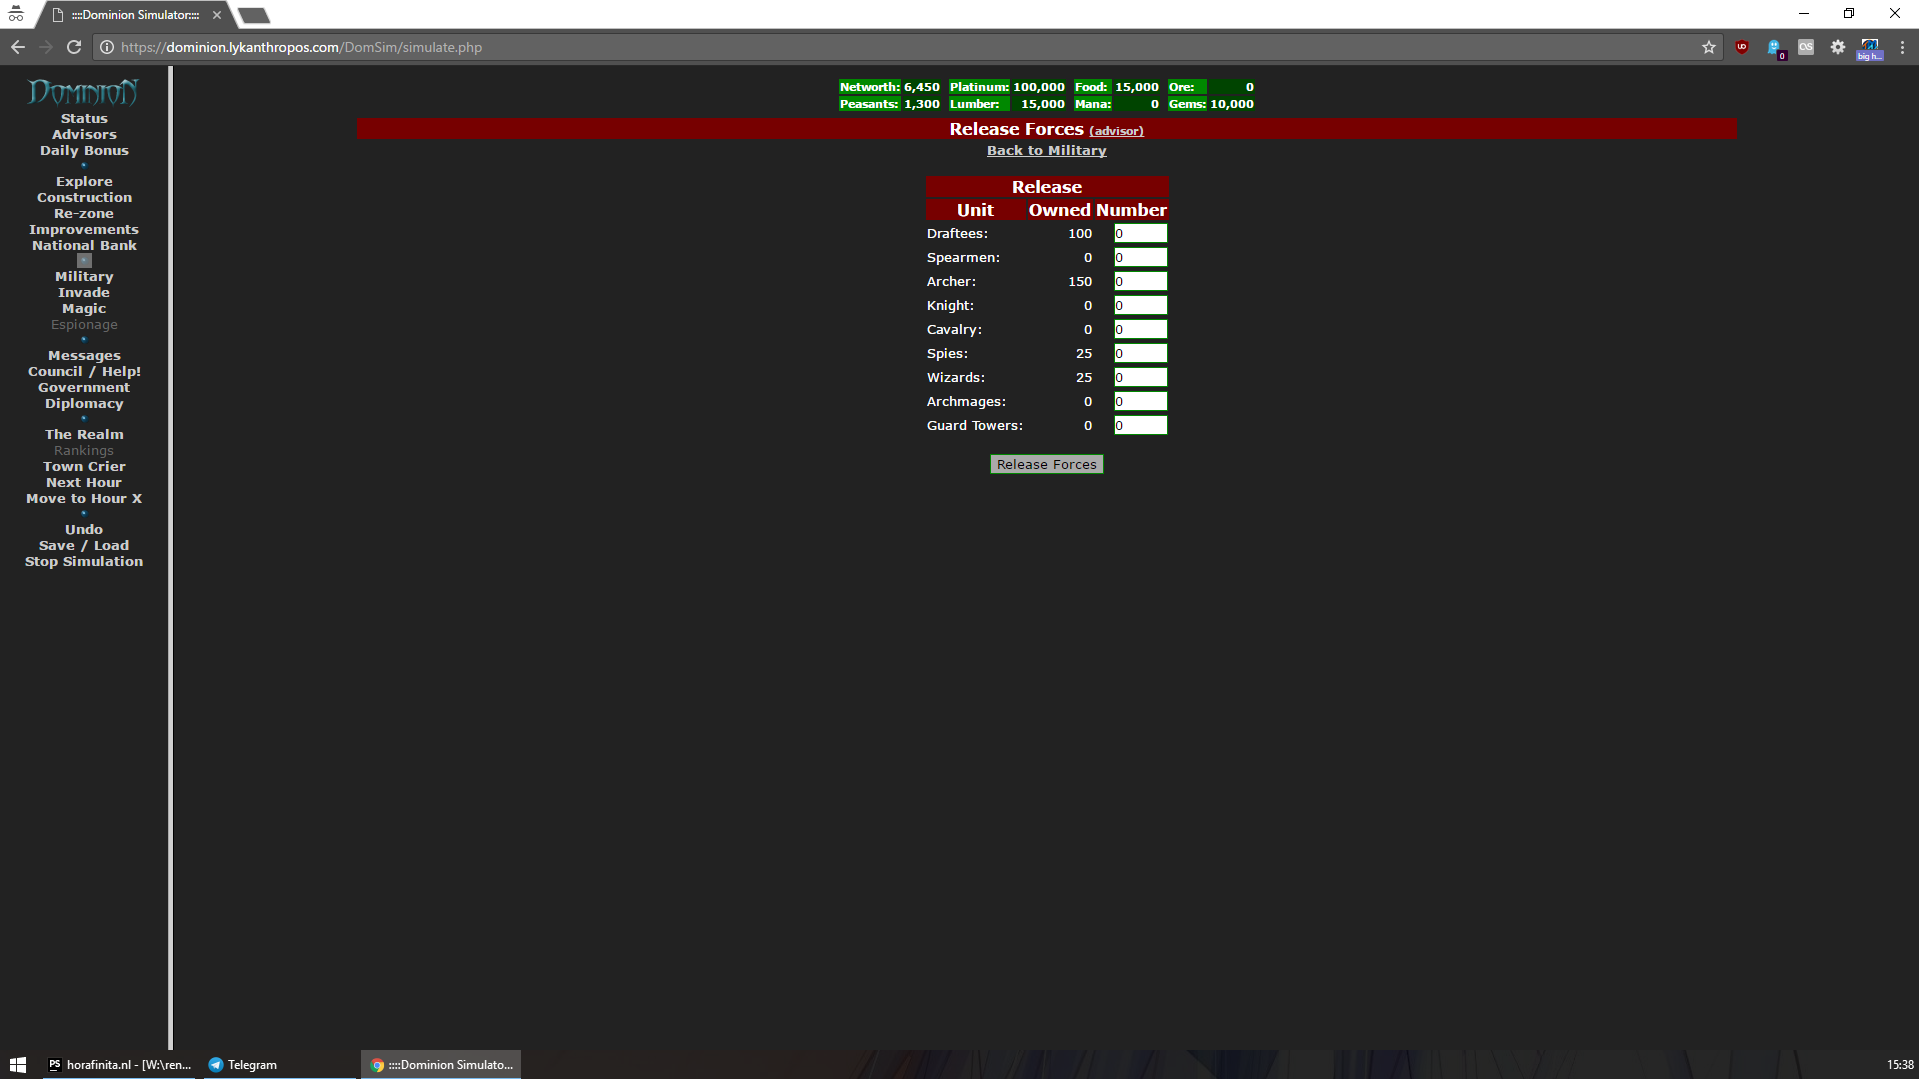 ::::Dominion Simulator::::
https://dominion.lykanthropos.com/DomSim/simulate.php
0
big h...
DOMINION
Status
Advisors
Daily Bonus
Explore
Construction
Re-zone
Improvements
National Bank
Military
Invade
Magic
Espionage
Messages
Council / Help!
Government
Diplomacy
The Realm
Rankings
Town Crier
Next Hour
Move to Hour X
Undo
Save / Load
Stop Simulation
Networth: 6,450 Platinum: 100,000 Food: 15,000 Ore: 0
Peasants: 1,300 Lumber: 15,000 Mana: 0 Gems: 10,000
Release Forces (advisor)
Back to Military
Release
Unit Owned Number
Draftees: 100 0
Spearmen: 0 0
Archer: 150 0
Knight: 0 0
Cavalry: 0 0
Spies: 25 0
Wizards: 25 0
Archmages: 0 0
Guard Towers: 0 0
Release Forces
PS horafinita.nl - [W:\ren...
Telegram
::::Dominion Simulato...
15:38